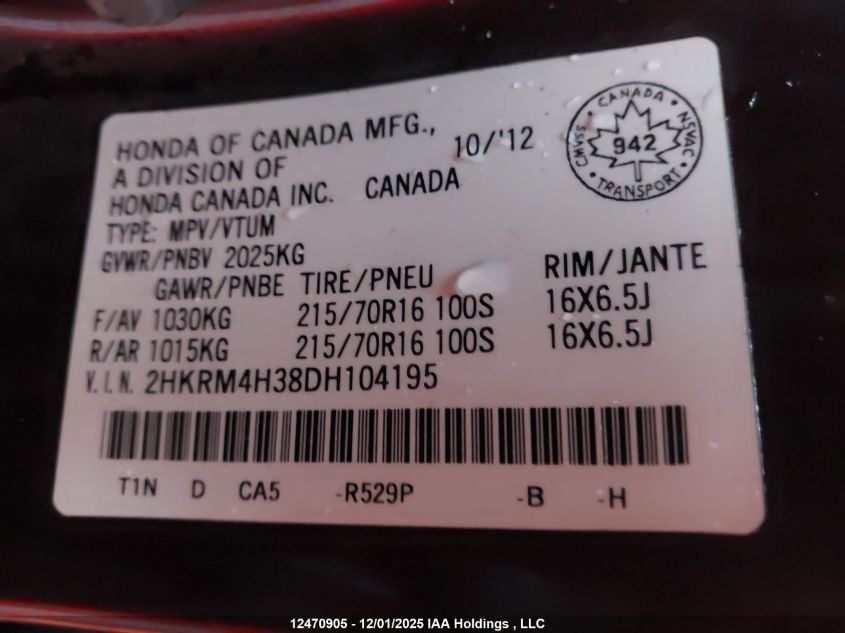 HONDA OF CANADA MFG., 10/'12
A DIVISION OF
HONDA CANADA INC. CANADA
TYPE: MPV/VTUM
GVWR/PNBV 2025KG
GAWR/PNBE TIRE/PNEU RIM/JANTE
F/AV 1030KG 215/70R16 100S 16X6.5J
R/AR 1015KG 215/70R16 100S 16X6.5J
V.I.N. 2HKRM4H38DH104195
T1N D CA5 -R529P -B -H
CANADA
CMVSS 942 NSVAC
TRANSPORT
12470905 - 12/01/2025 IAA Holdings , LLC